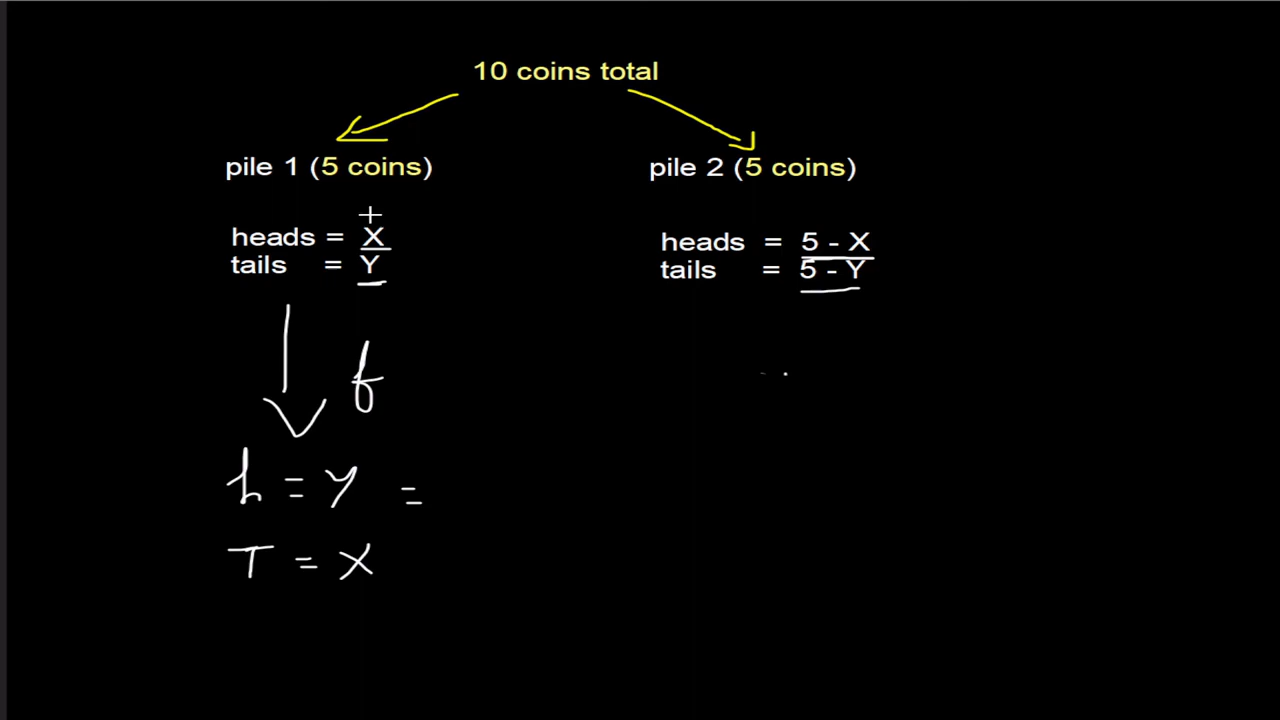 10 coins total
pile 1 (5 coins)
pile 2 (5 coins)
heads = X
tails = Y
heads = 5 - X
tails = 5 - Y
f
h = Y =
T = X